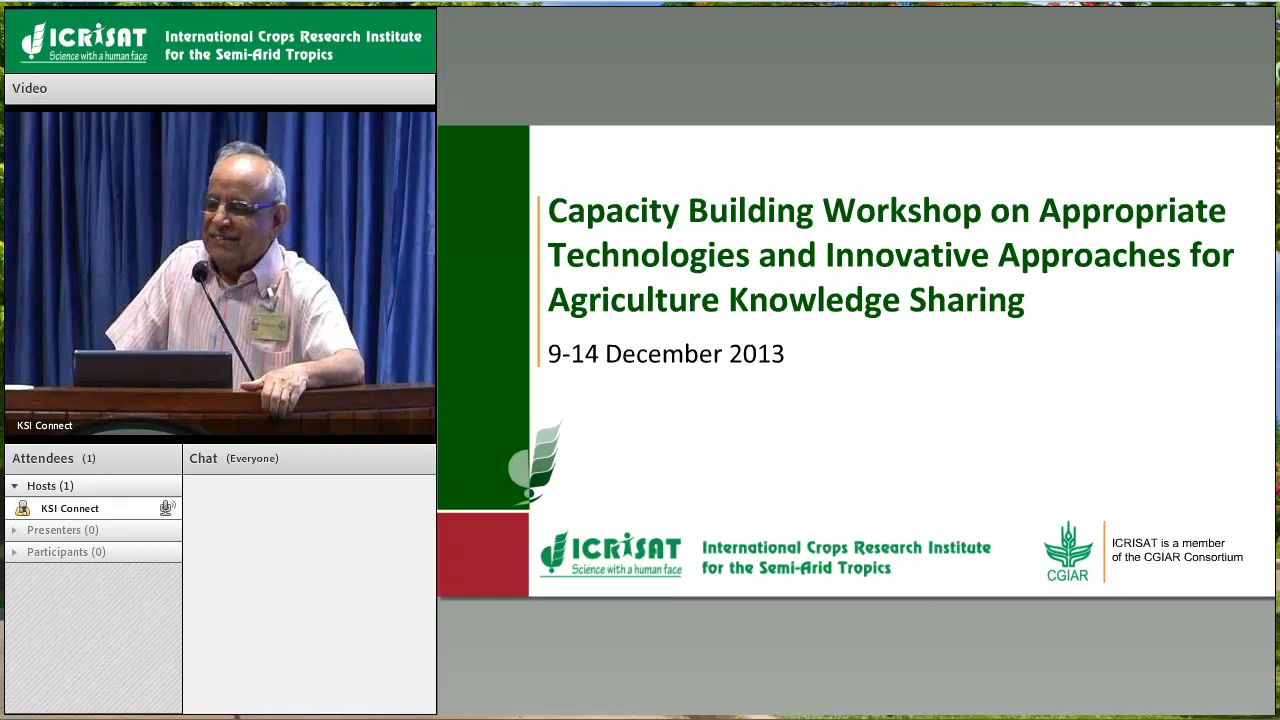 ICRISAT
Science with a human face
International Crops Research Institute
for the Semi-Arid Tropics
Video
KSI Connect
Attendees (1)
Hosts (1)
KSI Connect
Presenters (0)
Participants (0)
Chat (Everyone)
Capacity Building Workshop on Appropriate
Technologies and Innovative Approaches for
Agriculture Knowledge Sharing
9-14 December 2013
ICRISAT
Science with a human face
International Crops Research Institute
for the Semi-Arid Tropics
CGIAR
ICRISAT is a member
of the CGIAR Consortium